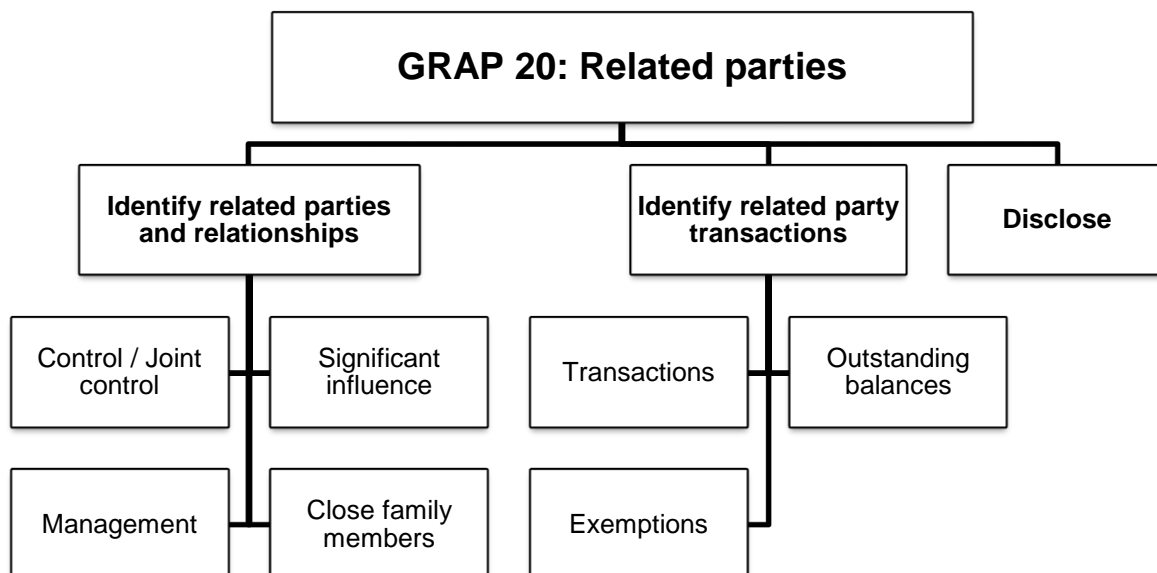 GRAP 20: Related parties
Identify related parties
and relationships
Identify related party
transactions
Disclose
Control / Joint
control
Significant
influence
Transactions
Outstanding
balances
Management
Close family
members
Exemptions